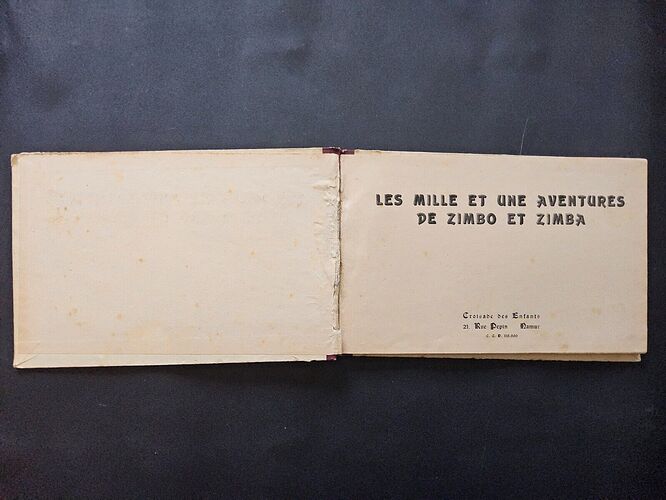 LES MILLE ET UNE AVENTURES
DE ZIMBO ET ZIMBA
Croisade des Enfants
21, Rue Pepin Namur